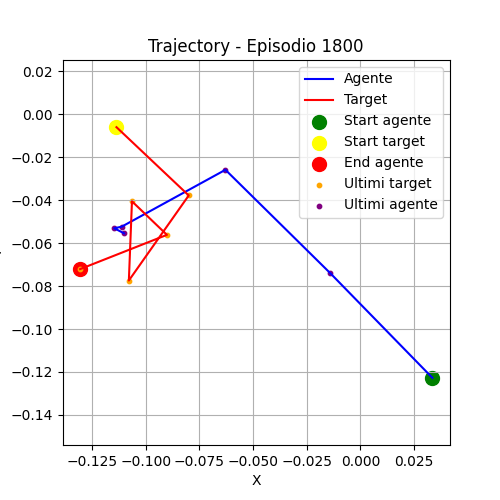 Trajectory - Episodio 1800
Agente
Target
Start agente
Start target
End agente
Ultimi target
Ultimi agente
0.02
0.00
−0.02
−0.04
−0.06
−0.08
−0.10
−0.12
−0.14
−0.125 −0.100 −0.075 −0.050 −0.025 0.000 0.025
X